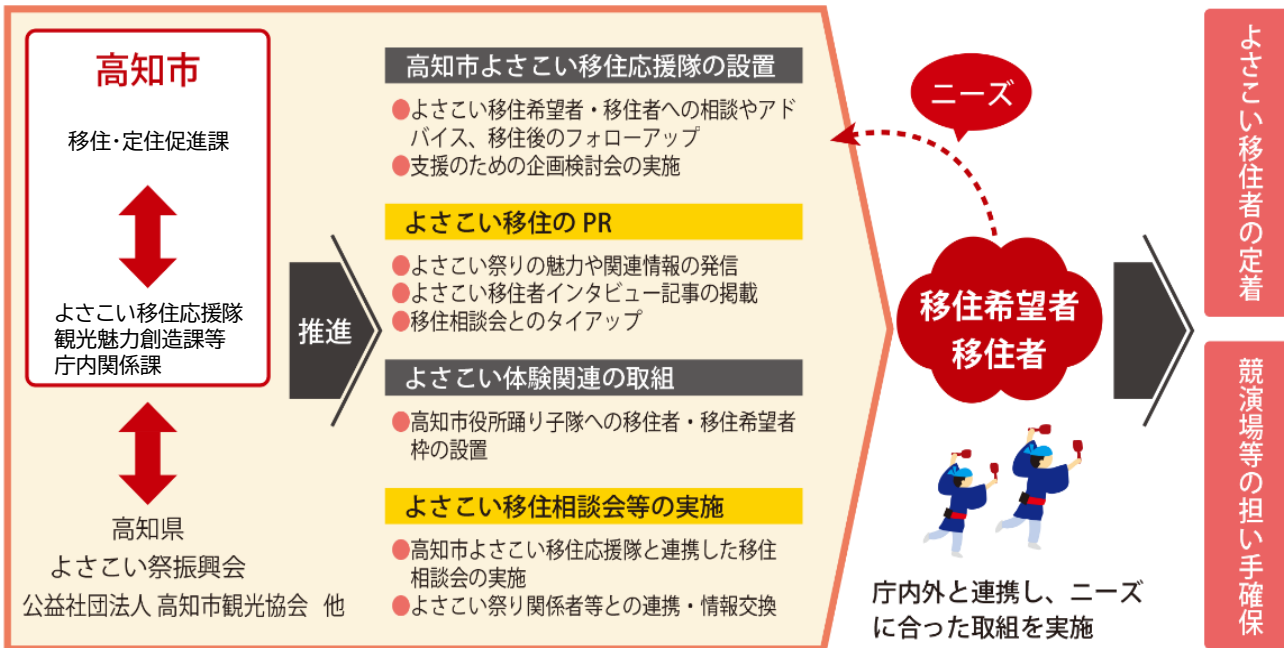 高知市
移住・定住促進課
よさこい移住応援隊
観光魅力創造課等
庁内関係課
高知県
よさこい祭振興会
公益社団法人 高知市観光協会 他
推進
高知市よさこい移住応援隊の設置
●よさこい移住希望者・移住者への相談やアド
バイス、移住後のフォローアップ
●支援のための企画検討会の実施
よさこい移住の PR
●よさこい祭りの魅力や関連情報の発信
●よさこい移住者インタビュー記事の掲載
●移住相談会とのタイアップ
よさこい体験関連の取組
●高知市役所踊り子隊への移住者・移住希望者
枠の設置
よさこい移住相談会等の実施
●高知市よさこい移住応援隊と連携した移住
相談会の実施
●よさこい祭り関係者等との連携・情報交換
ニーズ
移住希望者
移住者
庁内外と連携し、ニーズ
に合った取組を実施
よさこい移住者の定着
競演場等の担い手確保